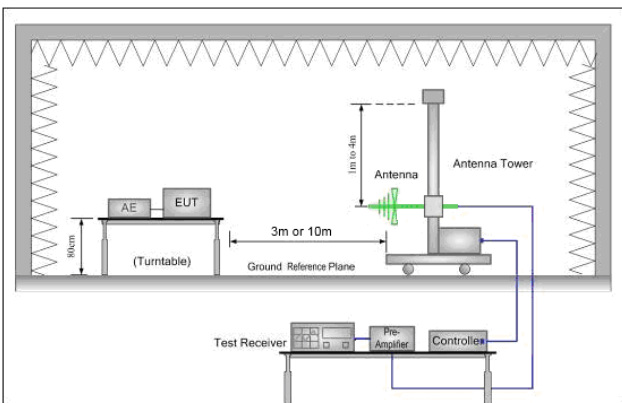 1m to 4m
Antenna
Antenna Tower
AE
EUT
80cm
3m or 10m
(Turntable)
Ground Reference Plane
Test Receiver
Pre-
Amplifier
Controlle